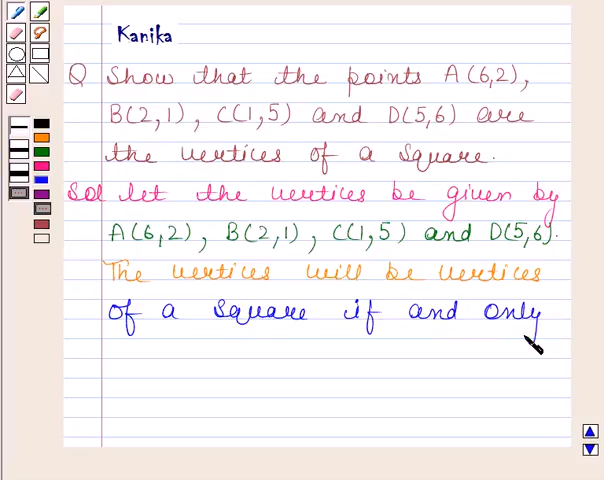 Kanika
Q Show that the points A(6,2),
B(2,1), C(1,5) and D(5,6) are
the vertices of a square.
Sol let the vertices be given by
A(6,2), B(2,1), C(1,5) and D(5,6).
The vertices will be vertices
of a square if and only